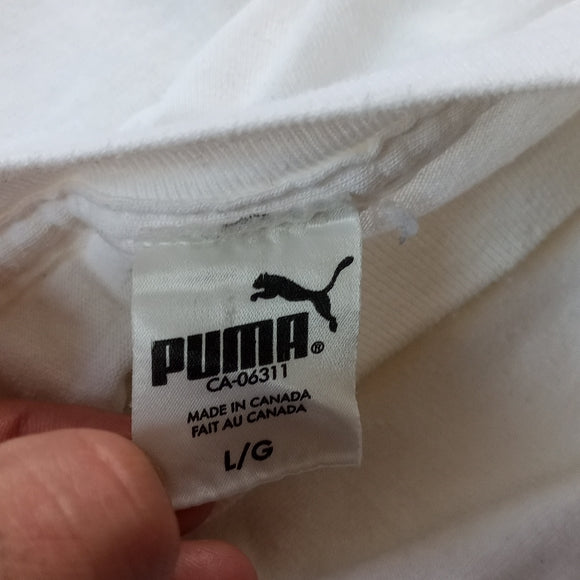 PUMA®
CA-06311
MADE IN CANADA
FAIT AU CANADA
L/G